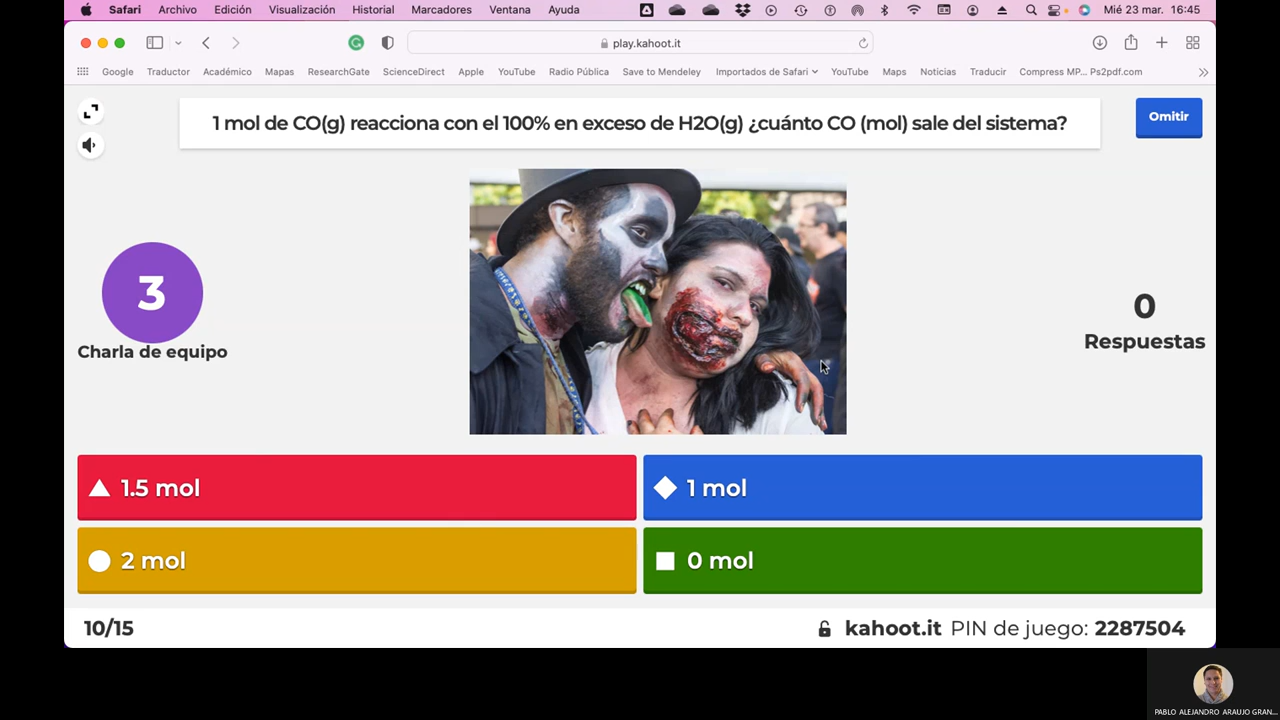 Safari Archivo Edición Visualización Historial Marcadores Ventana Ayuda Mié 23 mar. 16:45
play.kahoot.it
Google Traductor Académico Mapas ResearchGate ScienceDirect Apple YouTube Radio Pública Save to Mendeley Importados de Safari YouTube Maps Noticias Traducir Compress MP... Ps2pdf.com
1 mol de CO(g) reacciona con el 100% en exceso de H2O(g) ¿cuánto CO (mol) sale del sistema?
Omitir
3
Charla de equipo
0
Respuestas
1.5 mol
1 mol
2 mol
0 mol
10/15
kahoot.it PIN de juego: 2287504
PABLO ALEJANDRO ARAUJO GRAN...